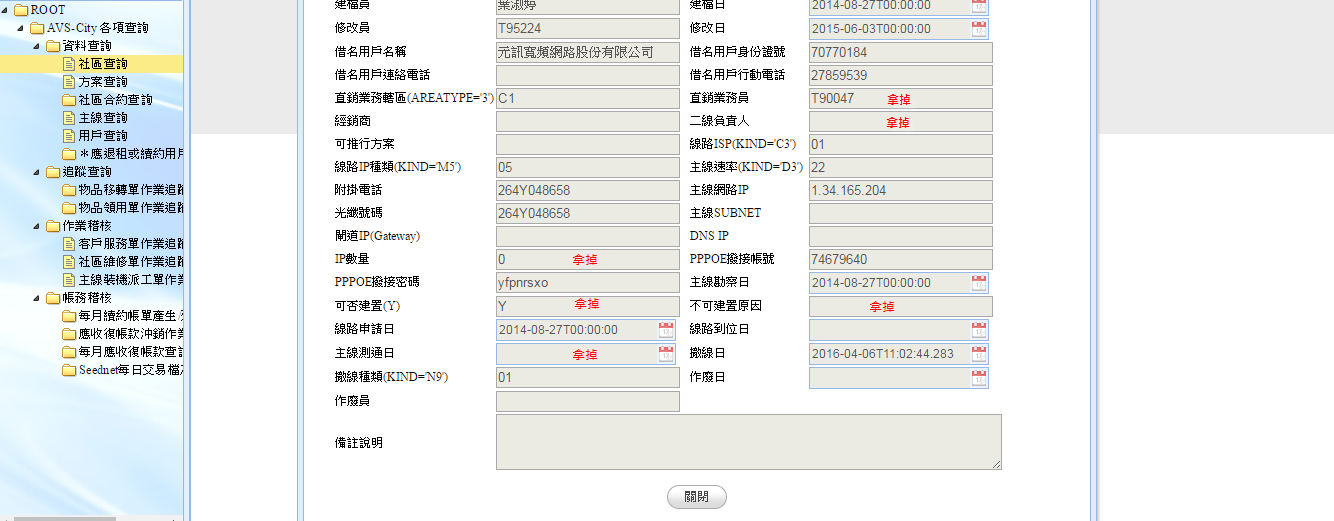 ROOT
AVS-City 各項查詢
資料查詢
社區查詢
方案查詢
社區合約查詢
主線查詢
用戶查詢
＊應退租或續約用戶
追蹤查詢
物品移轉單作業追蹤
物品領用單作業追蹤
作業稽核
客戶服務單作業追蹤
社區維修單作業追蹤
主線裝機派工單作業
帳務稽核
每月續約帳單產生/
應收復帳款沖銷作業
每月應收復帳款查詢
Seednet每日交易檔
建檔員 葉淑婷 建檔日 2014-08-27T00:00:00
修改員 T95224 修改日 2015-06-03T00:00:00
借名用戶名稱 元訊寬頻網路股份有限公司 借名用戶身份證號 70770184
借名用戶連絡電話 借名用戶行動電話 27859539
直銷業務轄區(AREATYPE='3') C1 直銷業務員 T90047 拿掉
經銷商 二線負責人 拿掉
可推行方案 線路ISP(KIND='C3') 01
線路IP種類(KIND='M5') 05 主線速率(KIND='D3') 22
附掛電話 264Y048658 主線網路IP 1.34.165.204
光纖號碼 264Y048658 主線SUBNET
閘道IP(Gateway) DNS IP
IP數量 0 拿掉 PPPOE撥接帳號 74679640
PPPOE撥接密碼 yfpnrsxo 主線勘察日 2014-08-27T00:00:00
可否建置(Y) Y 拿掉 不可建置原因 拿掉
線路申請日 2014-08-27T00:00:00 線路到位日
主線測通日 拿掉 撤線日 2016-04-06T11:02:44.283
撤線種類(KIND='N9') 01 作廢日
作廢員
備註說明
關閉